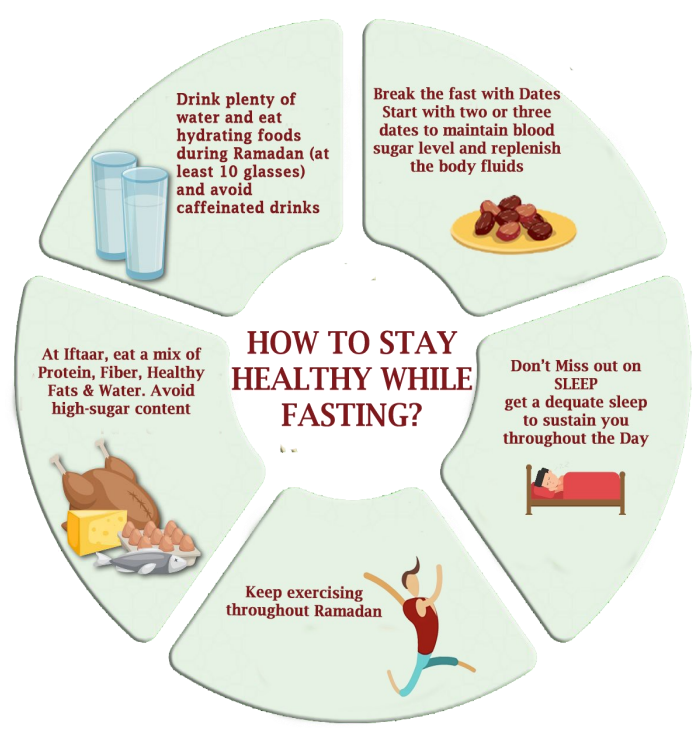 Drink plenty of
water and eat
hydrating foods
during Ramadan (at
least 10 glasses)
and avoid
caffeinated drinks
Break the fast with Dates
Start with two or three
dates to maintain blood
sugar level and replenish
the body fluids
HOW TO STAY
HEALTHY WHILE
FASTING?
At Iftaar, eat a mix of
Protein, Fiber, Healthy
Fats & Water. Avoid
high-sugar content
Don't Miss out on
SLEEP
get a dequate sleep
to sustain you
throughout the Day
Keep exercising
throughout Ramadan